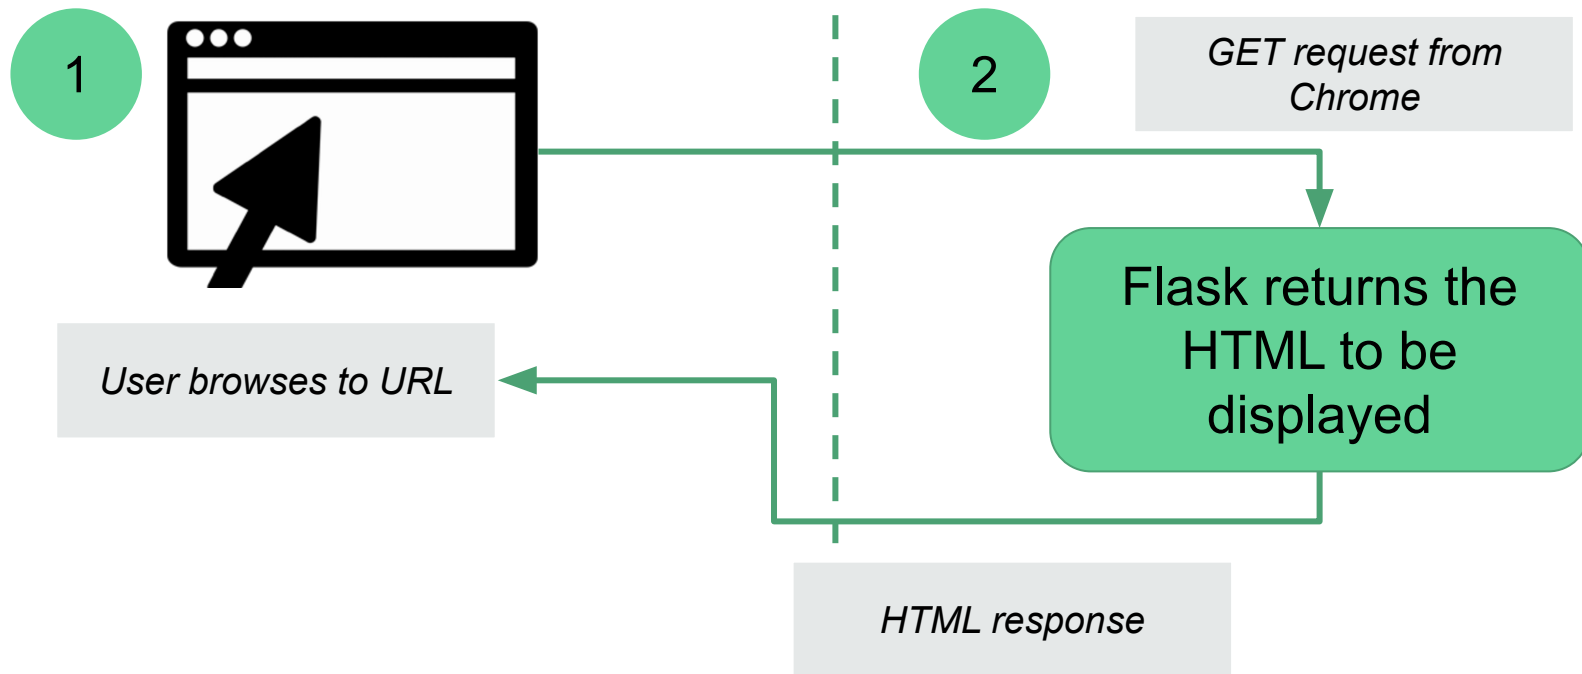 1
2
GET request from
Chrome
Flask returns the
HTML to be
displayed
User browses to URL
HTML response